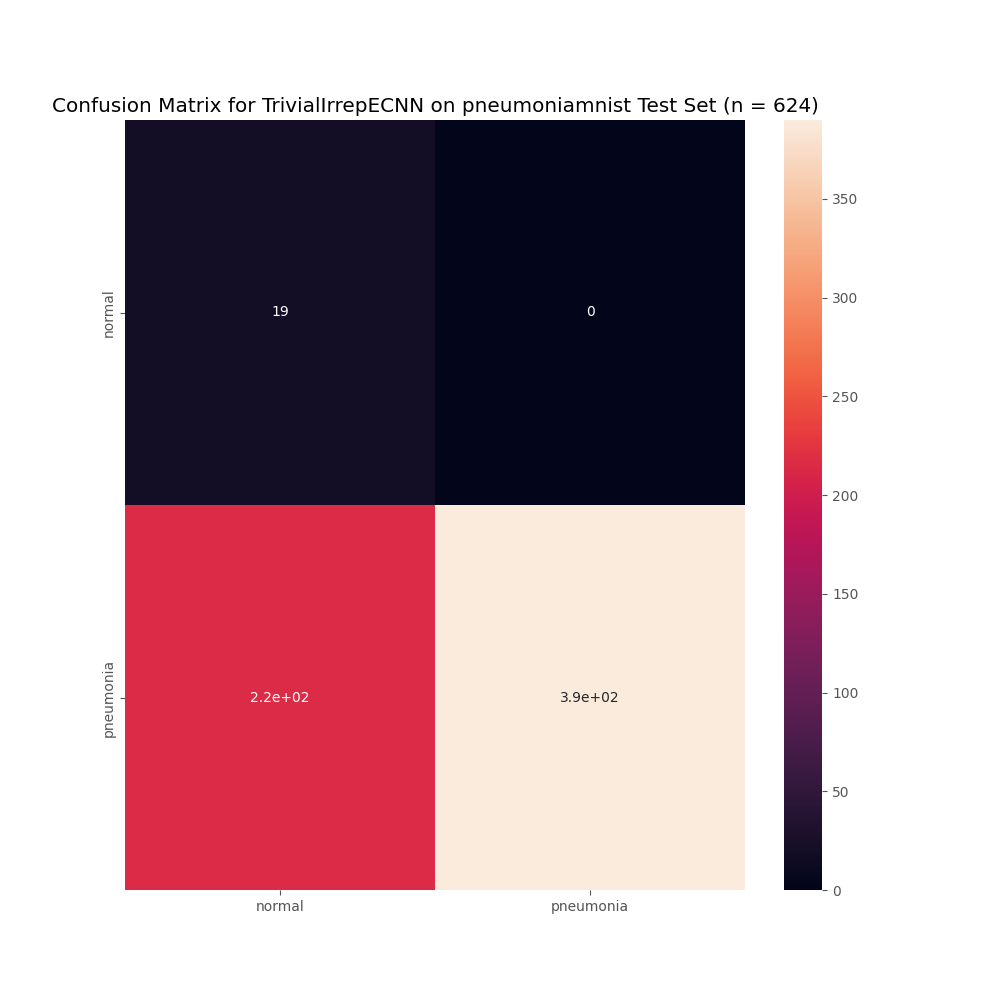 Confusion Matrix for TrivialIrrepECNN on pneumoniamnist Test Set (n = 624)
normal
19
0
pneumonia
2.2e+02
3.9e+02
normal
pneumonia
350
300
250
200
150
100
50
0